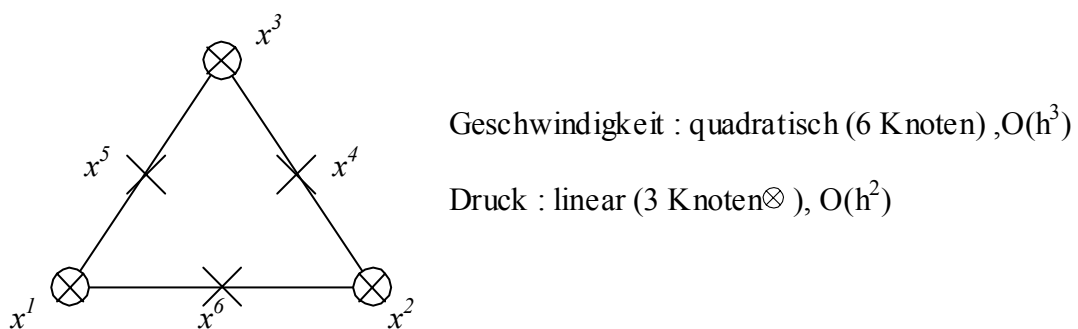 x³
Geschwindigkeit : quadratisch (6 Knoten) ,O(h³)
x⁵
x⁴
Druck : linear (3 Knoten⊗ ), O(h²)
x¹
x⁶
x²